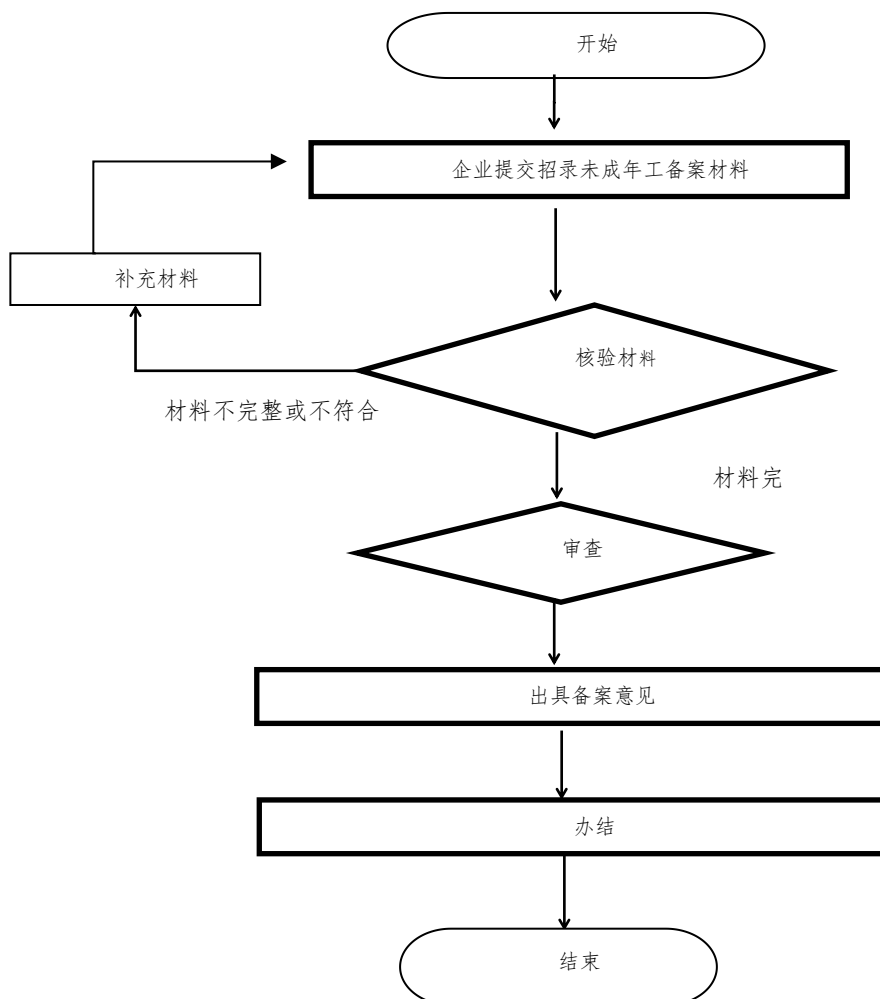 开始
企业提交招录未成年工备案材料
补充材料
核验材料
材料不完整或不符合
材料完
审查
出具备案意见
办结
结束